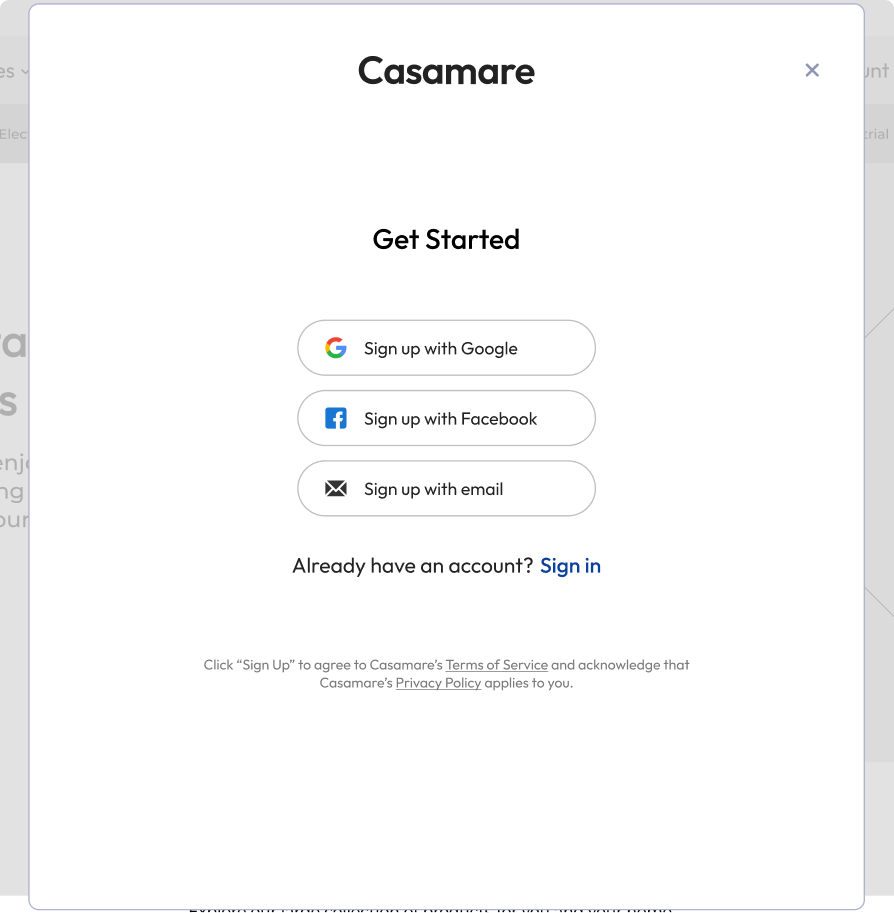 Casamare
Get Started
Sign up with Google
Sign up with Facebook
Sign up with email
Already have an account? Sign in
Click “Sign Up” to agree to Casamare’s Terms of Service and acknowledge that
Casamare’s Privacy Policy applies to you.